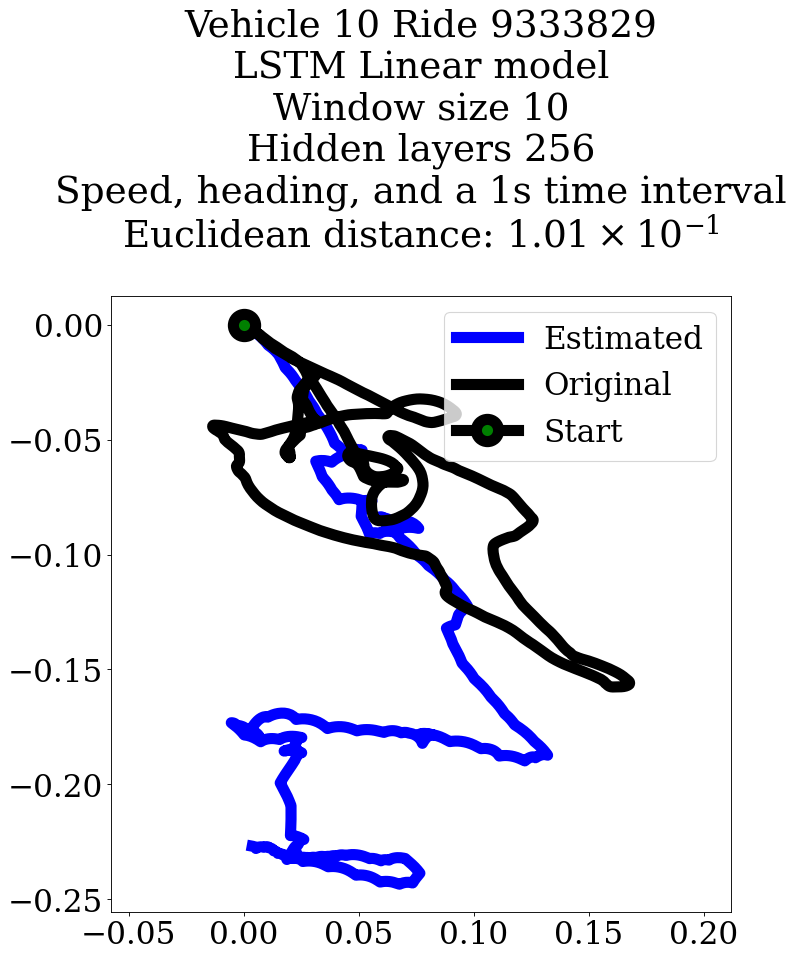 Vehicle 10 Ride 9333829
LSTM Linear model
Window size 10
Hidden layers 256
Speed, heading, and a 1s time interval
Euclidean distance: 1.01 × 10⁻¹
Estimated
Original
Start
0.00
−0.05
−0.10
−0.15
−0.20
−0.25
−0.05 0.00 0.05 0.10 0.15 0.20